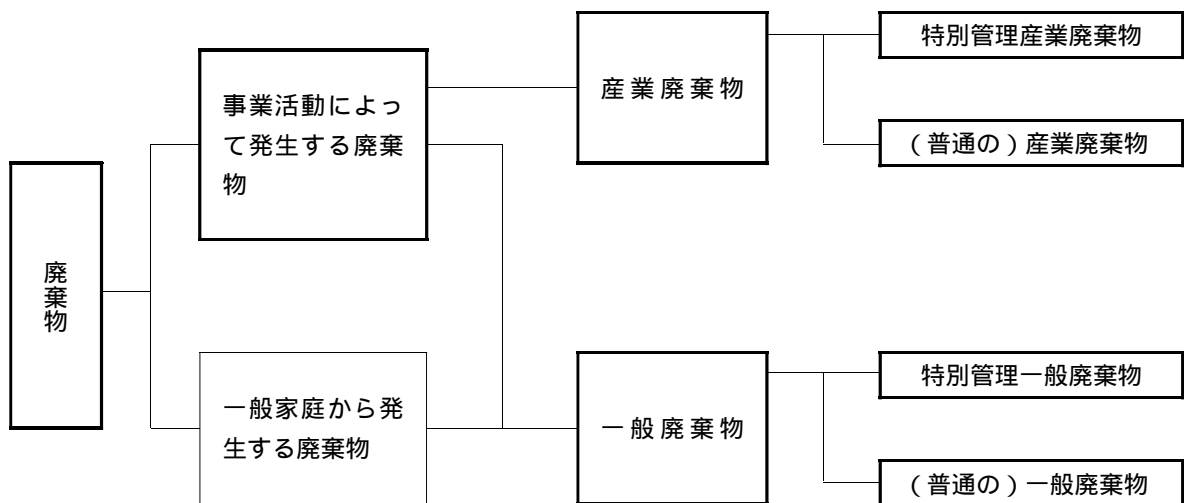 廃棄物
事業活動によっ
て発生する廃棄
物
一般家庭から発
生する廃棄物
産業廃棄物
一般廃棄物
特別管理産業廃棄物
(普通の)産業廃棄物
特別管理一般廃棄物
(普通の)一般廃棄物